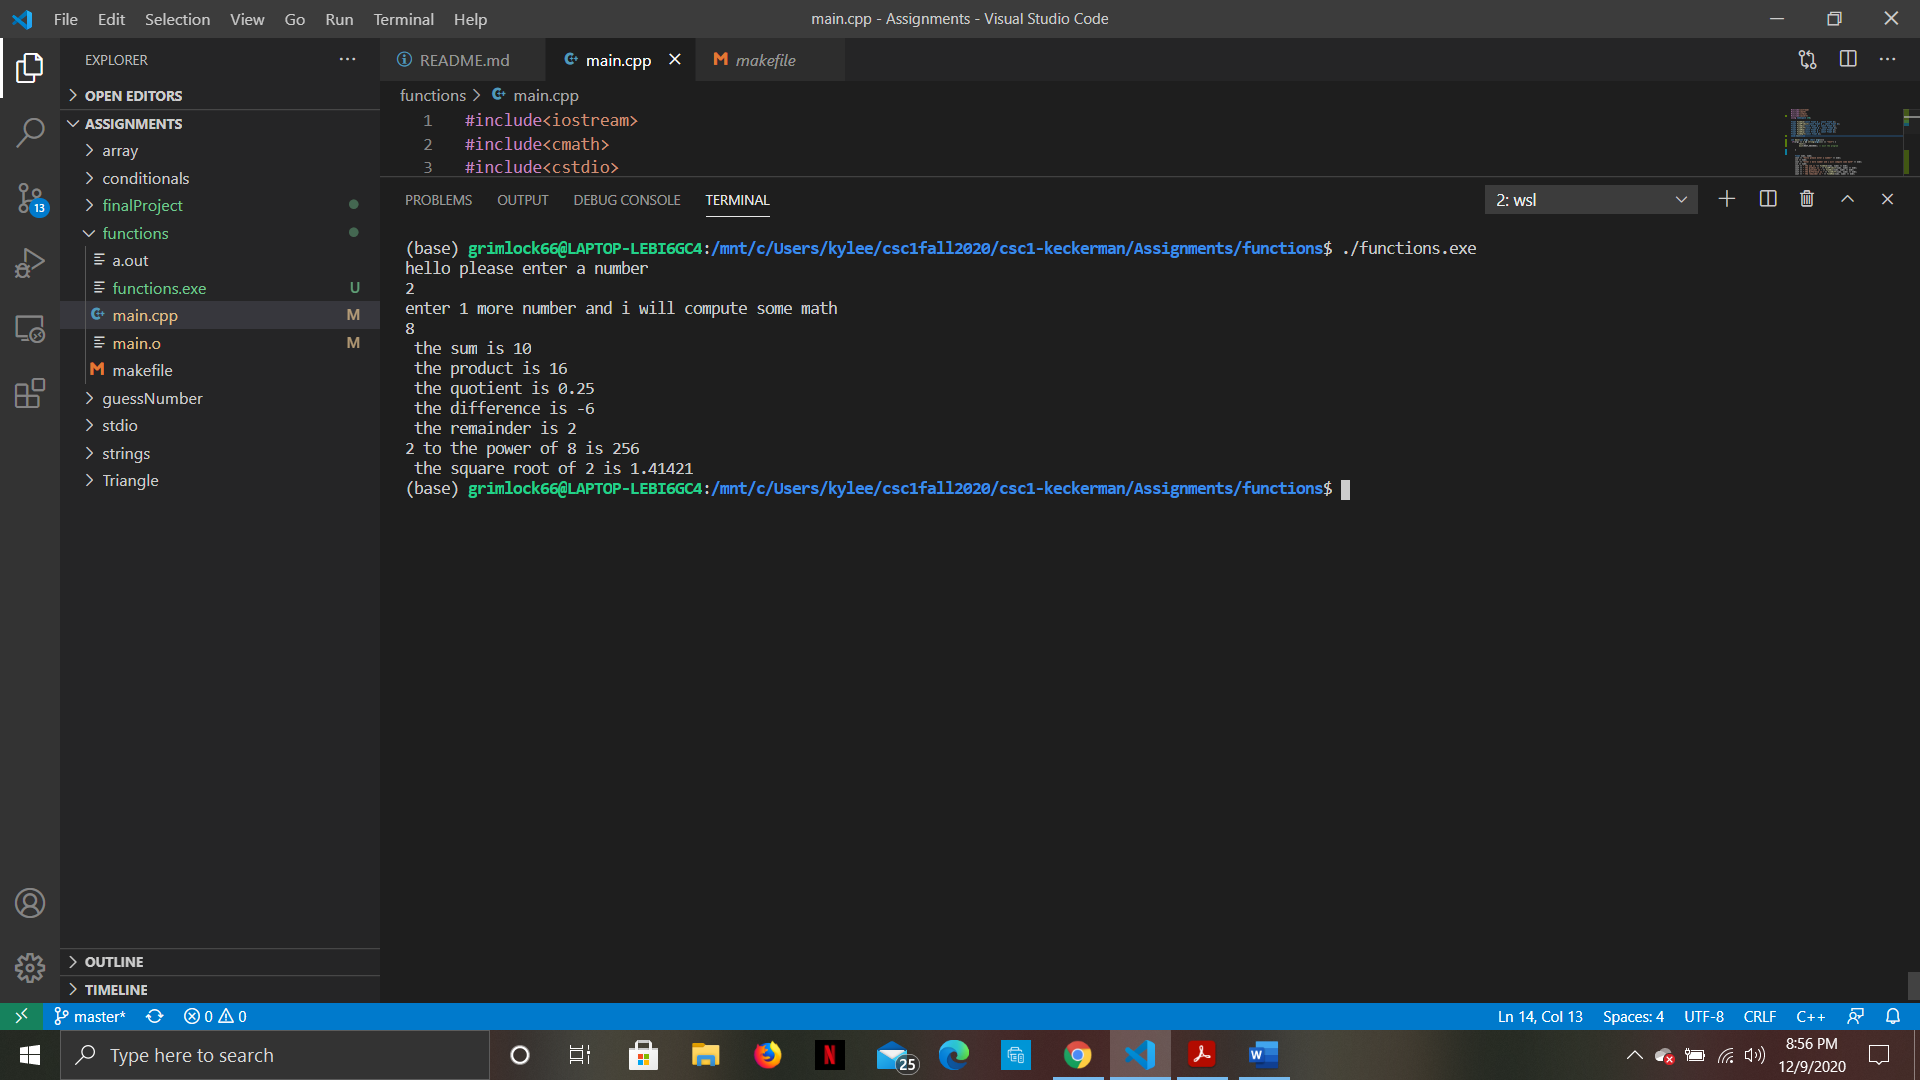 File Edit Selection View Go Run Terminal Help
main.cpp - Assignments - Visual Studio Code
EXPLORER
README.md main.cpp makefile
OPEN EDITORS
functions main.cpp
ASSIGNMENTS
array
conditionals
finalProject
functions
a.out
functions.exe U
main.cpp M
main.o M
makefile
guessNumber
stdio
strings
Triangle
OUTLINE
TIMELINE
13
1 #include<iostream>
2 #include<cmath>
3 #include<cstdio>
PROBLEMS OUTPUT DEBUG CONSOLE TERMINAL 2: wsl
(base) grimlock66@LAPTOP-LEBI6GC4:/mnt/c/Users/kylee/csc1fall2020/csc1-keckerman/Assignments/functions$ ./functions.exe
hello please enter a number
2
enter 1 more number and i will compute some math
8
the sum is 10
the product is 16
the quotient is 0.25
the difference is -6
the remainder is 2
2 to the power of 8 is 256
the square root of 2 is 1.41421
(base) grimlock66@LAPTOP-LEBI6GC4:/mnt/c/Users/kylee/csc1fall2020/csc1-keckerman/Assignments/functions$
master* 0 0 Ln 14, Col 13 Spaces: 4 UTF-8 CRLF C++
Type here to search
N
25
W
8:56 PM
12/9/2020